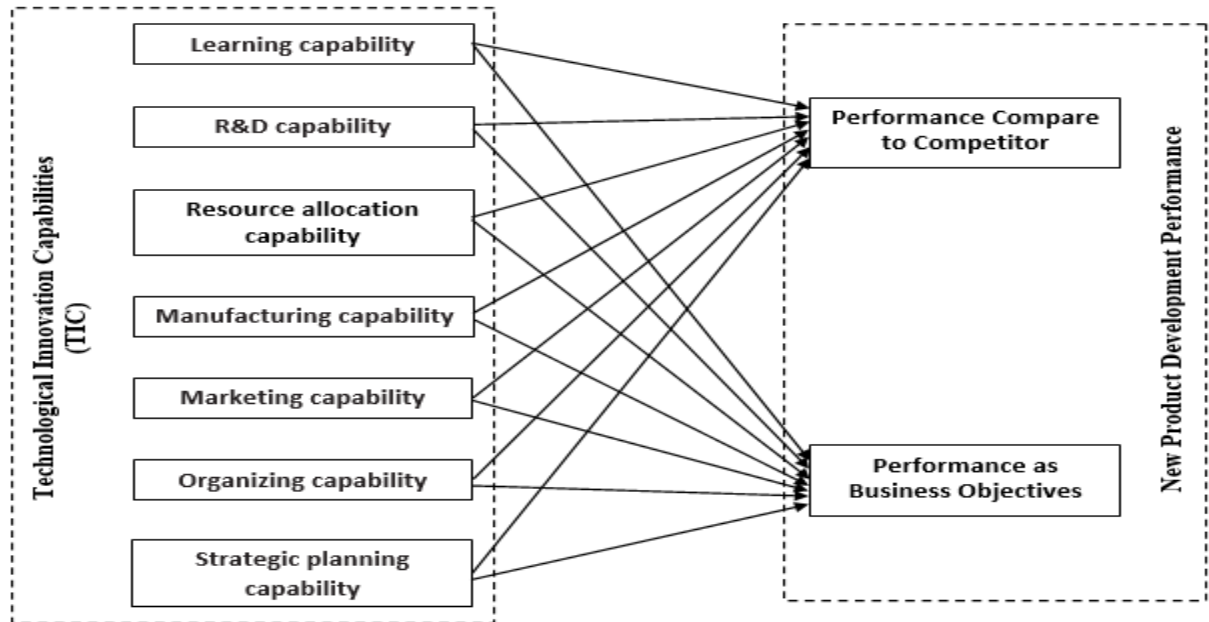 Technological Innovation Capabilities
(TIC)
Learning capability
R&D capability
Resource allocation
capability
Manufacturing capability
Marketing capability
Organizing capability
Strategic planning
capability
Performance Compare
to Competitor
Performance as
Business Objectives
New Product Development Performance